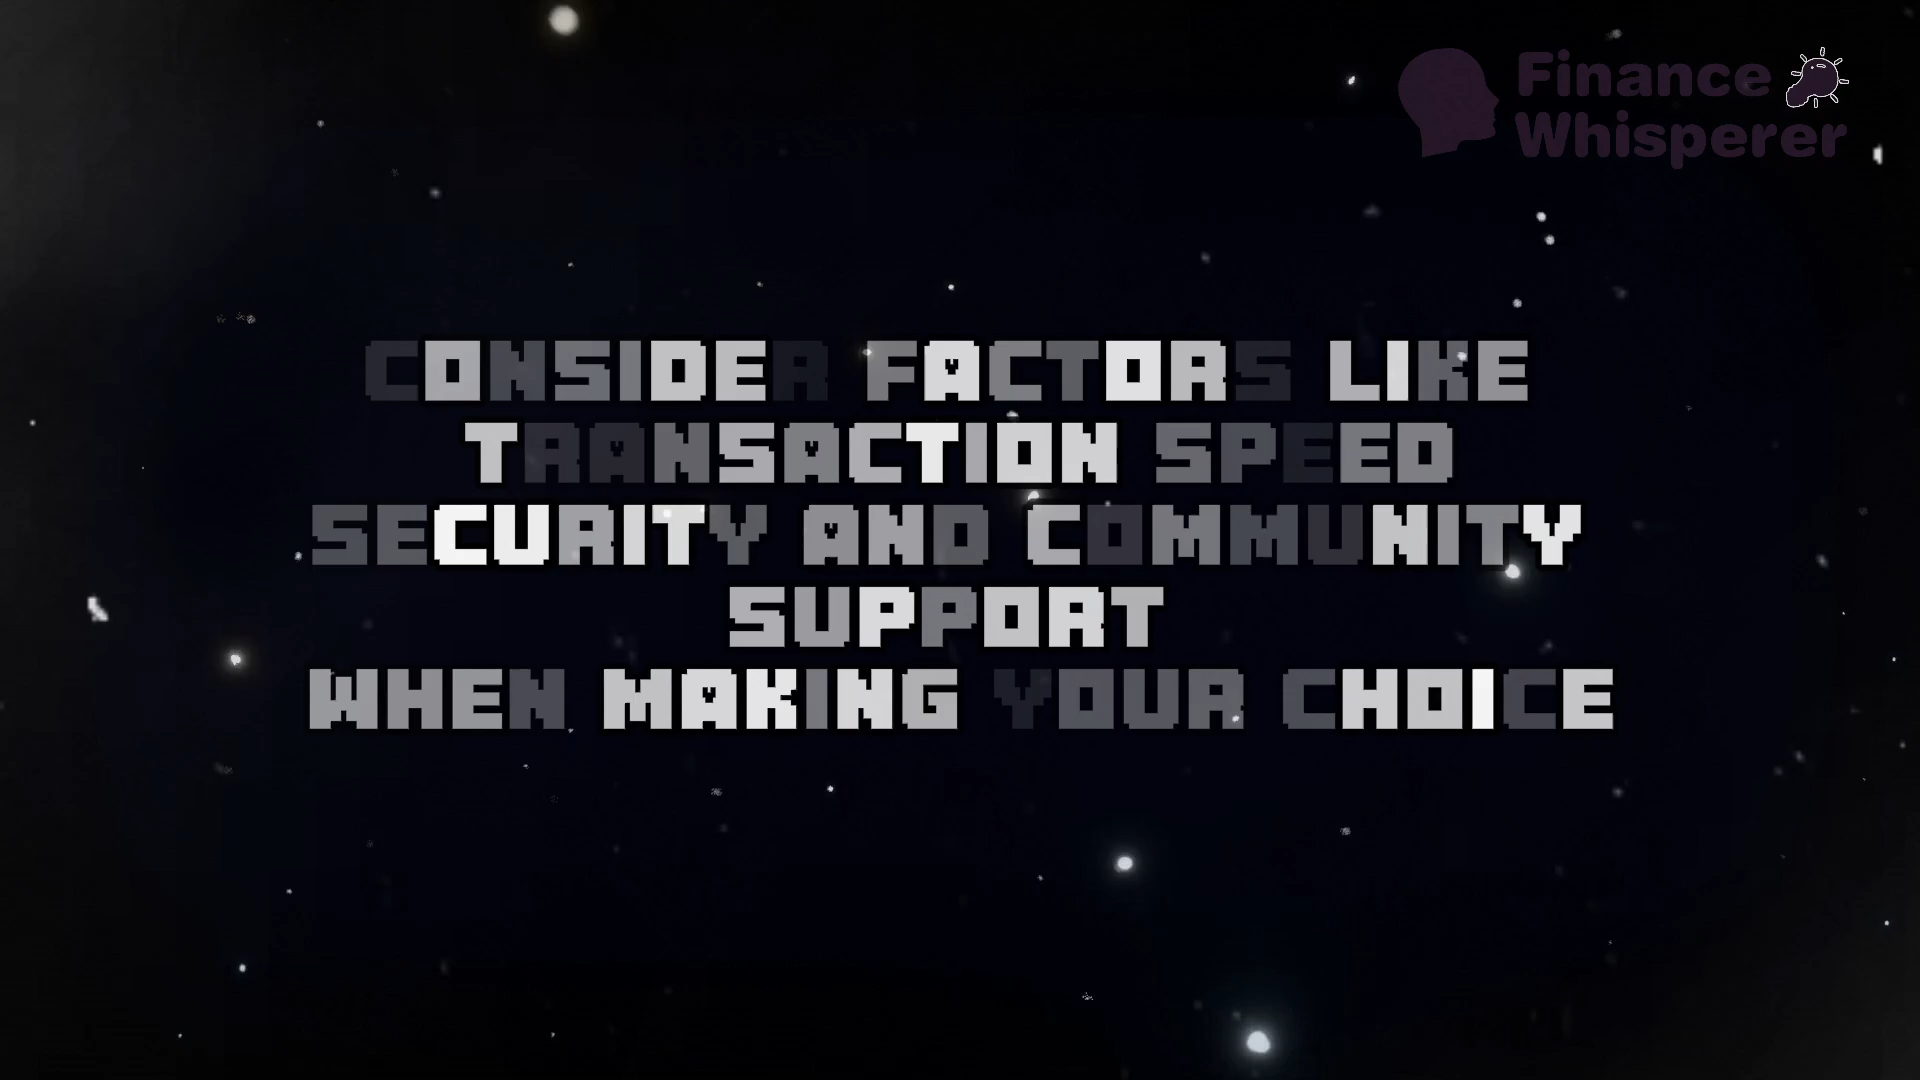 Finance
Whisperer
CONSIDER FACTORS LIKE
TRANSACTION SPEED
SECURITY AND COMMUNITY
SUPPORT
WHEN MAKING YOUR CHOICE